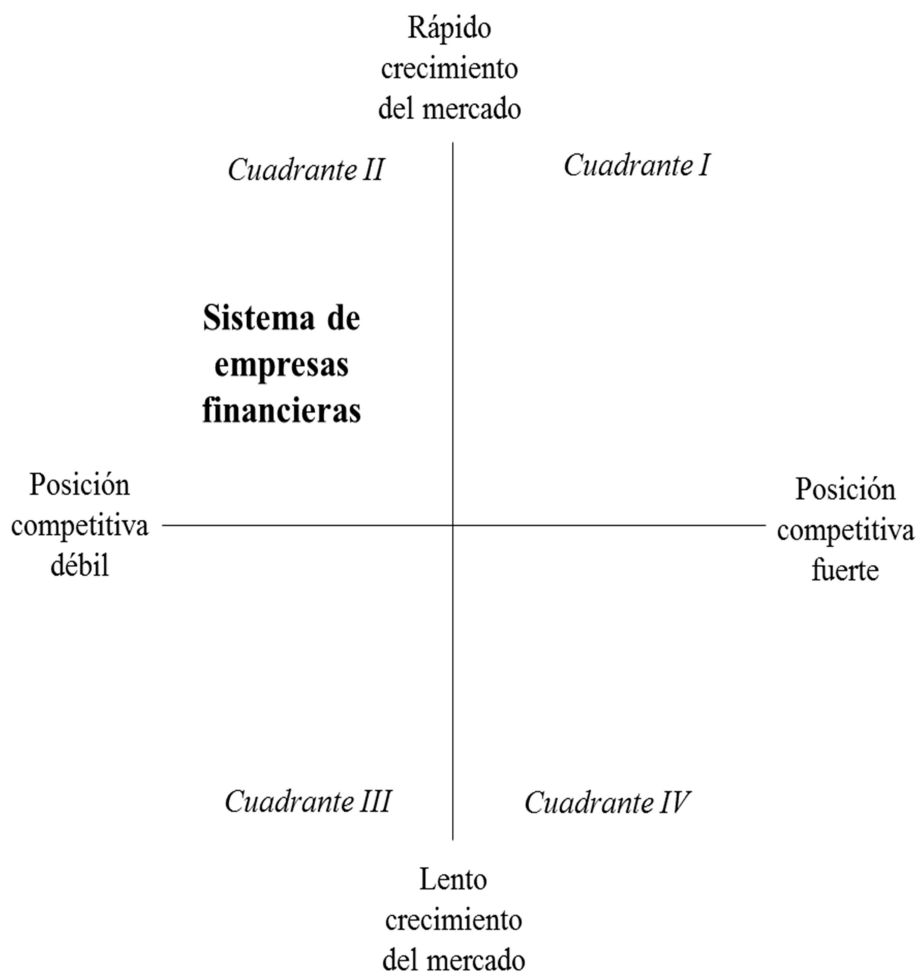 Rápido
crecimiento
del mercado
Cuadrante II
Cuadrante I
Sistema de
empresas
financieras
Posición
competitiva
débil
Posición
competitiva
fuerte
Cuadrante III
Cuadrante IV
Lento
crecimiento
del mercado